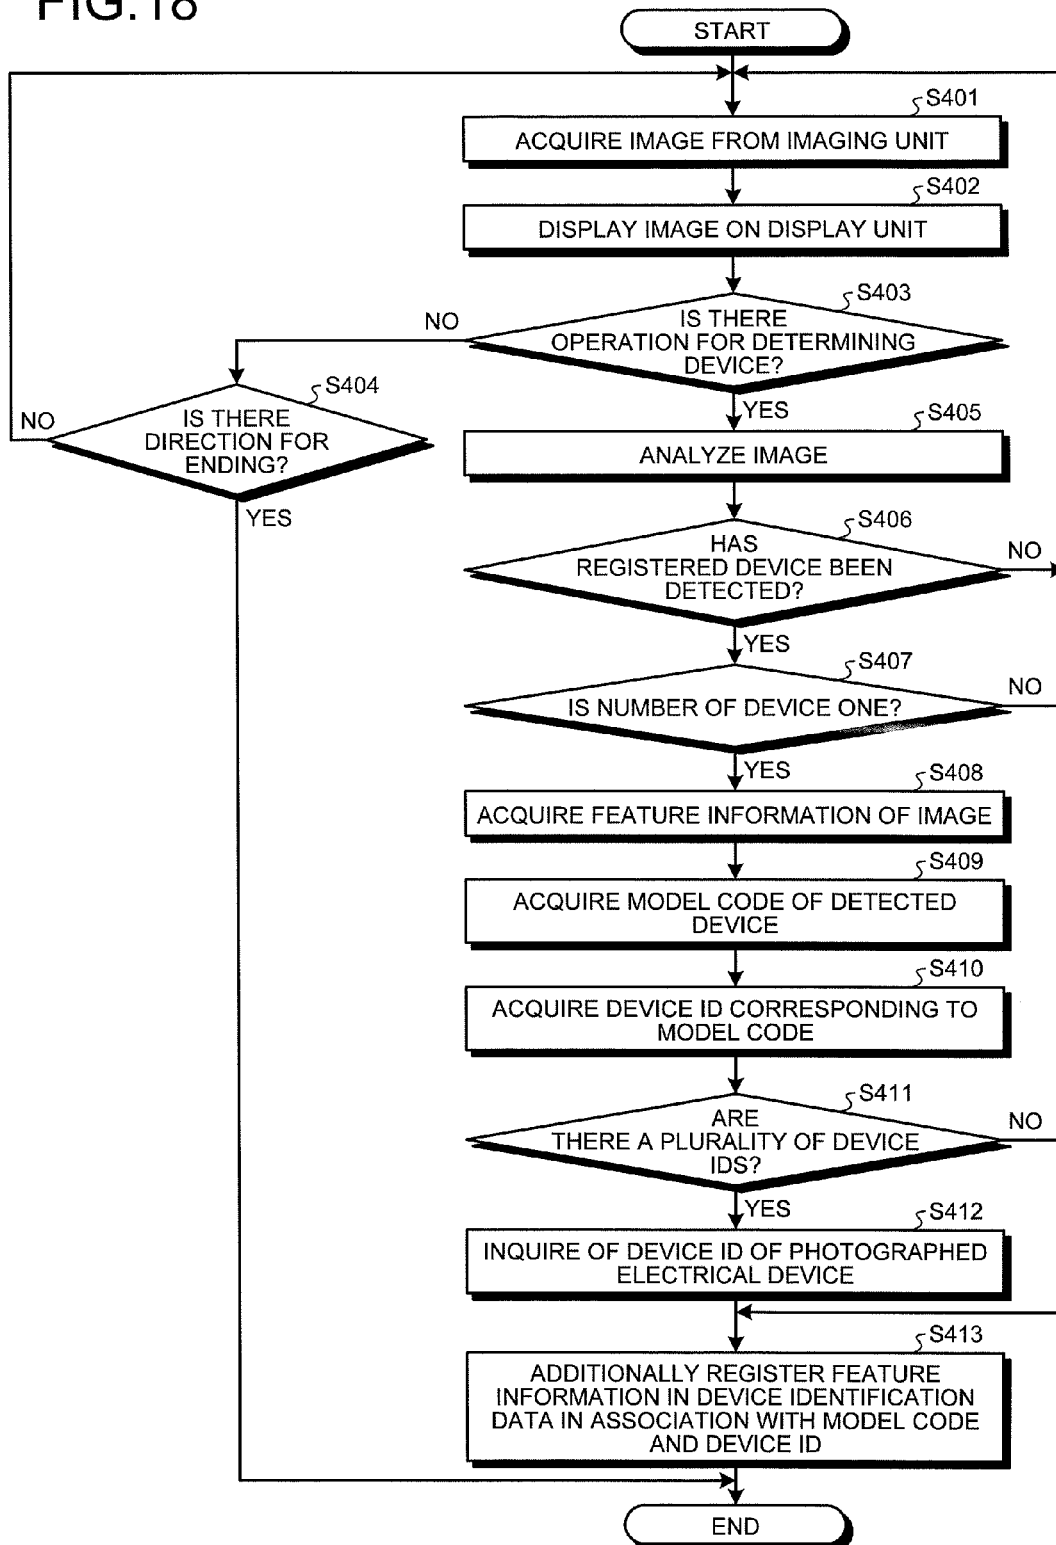 FIG.18
START
S401
ACQUIRE IMAGE FROM IMAGING UNIT
S402
DISPLAY IMAGE ON DISPLAY UNIT
S403
NO
IS THERE
OPERATION FOR DETERMINING
DEVICE?
YES
S404
NO
IS THERE
DIRECTION FOR
ENDING?
YES
S405
ANALYZE IMAGE
S406
HAS
REGISTERED DEVICE BEEN
DETECTED?
NO
YES
S407
IS NUMBER OF DEVICE ONE?
NO
YES
S408
ACQUIRE FEATURE INFORMATION OF IMAGE
S409
ACQUIRE MODEL CODE OF DETECTED
DEVICE
S410
ACQUIRE DEVICE ID CORRESPONDING TO
MODEL CODE
S411
ARE
THERE A PLURALITY OF DEVICE
IDS?
NO
YES
S412
INQUIRE OF DEVICE ID OF PHOTOGRAPHED
ELECTRICAL DEVICE
S413
ADDITIONALLY REGISTER FEATURE
INFORMATION IN DEVICE IDENTIFICATION
DATA IN ASSOCIATION WITH MODEL CODE
AND DEVICE ID
END